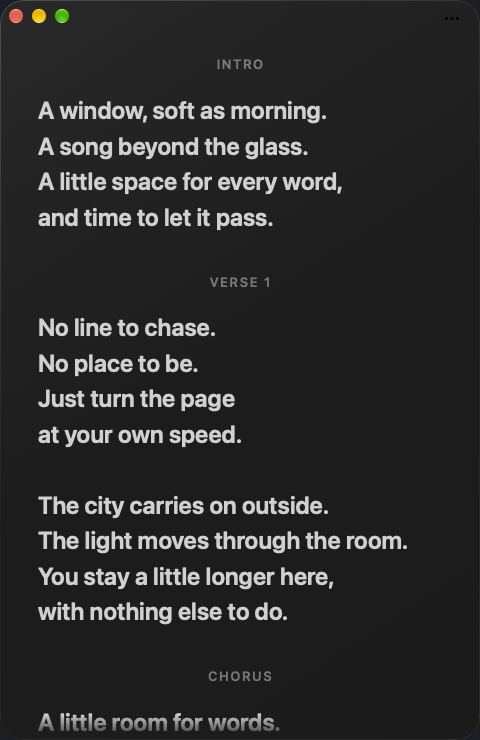 INTRO
A window, soft as morning.
A song beyond the glass.
A little space for every word,
and time to let it pass.
VERSE 1
No line to chase.
No place to be.
Just turn the page
at your own speed.
The city carries on outside.
The light moves through the room.
You stay a little longer here,
with nothing else to do.
CHORUS
A little room for words.